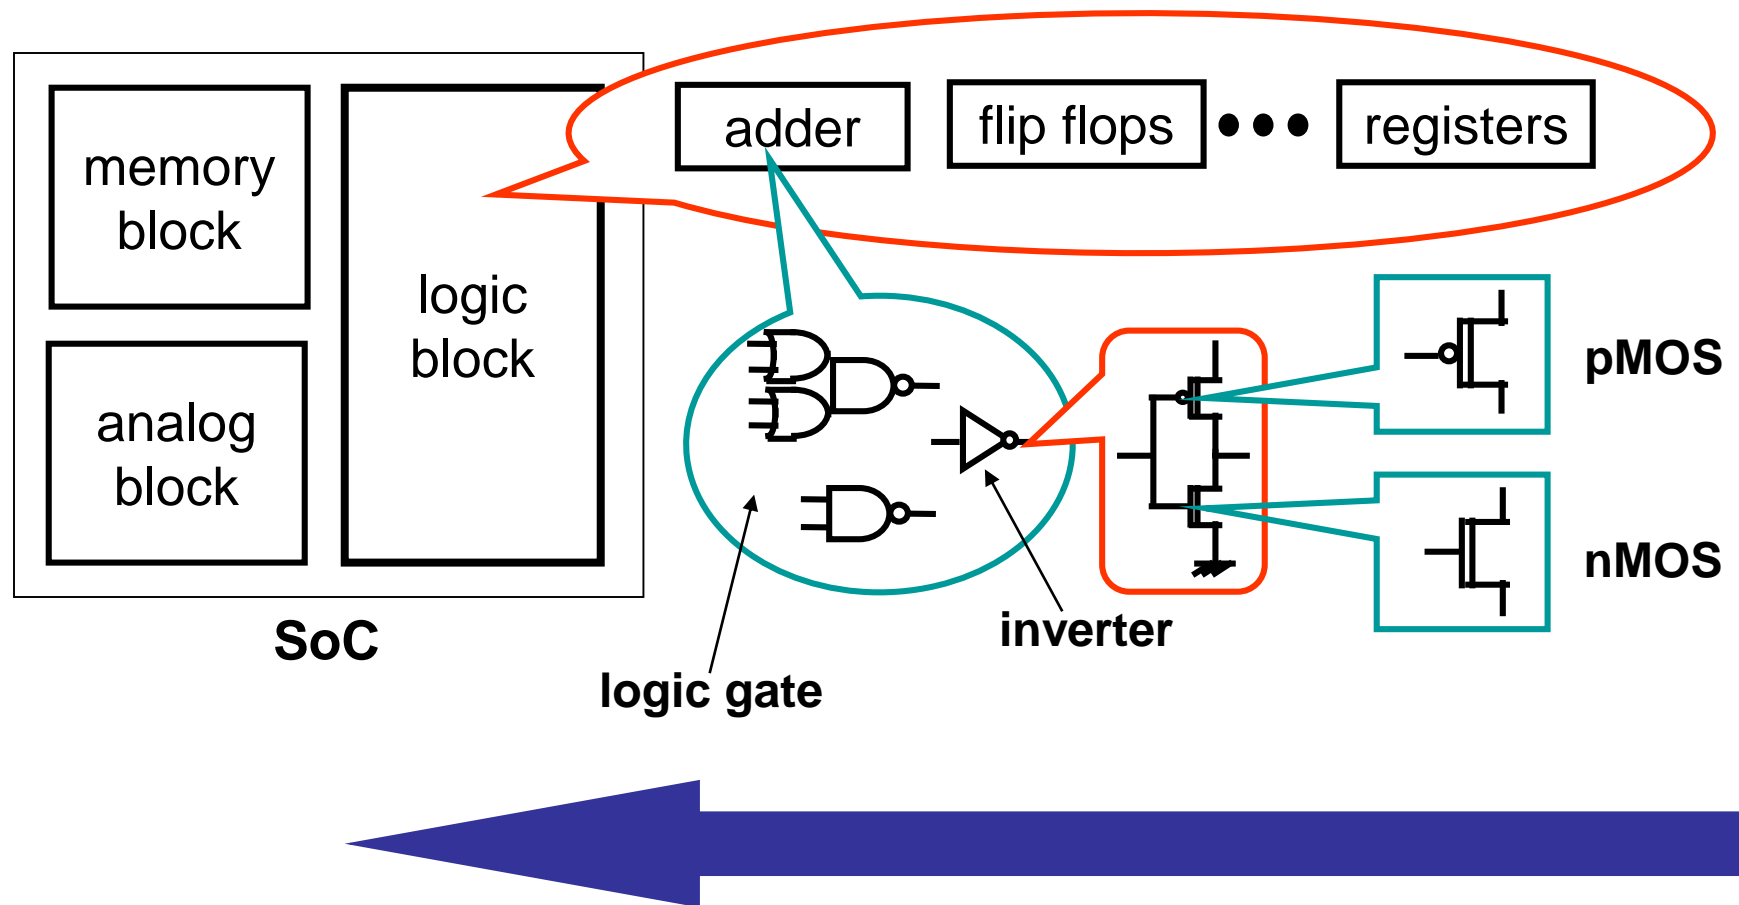 memory
block
analog
block
logic
block
SoC
adder
flip flops
registers
logic gate
inverter
pMOS
nMOS